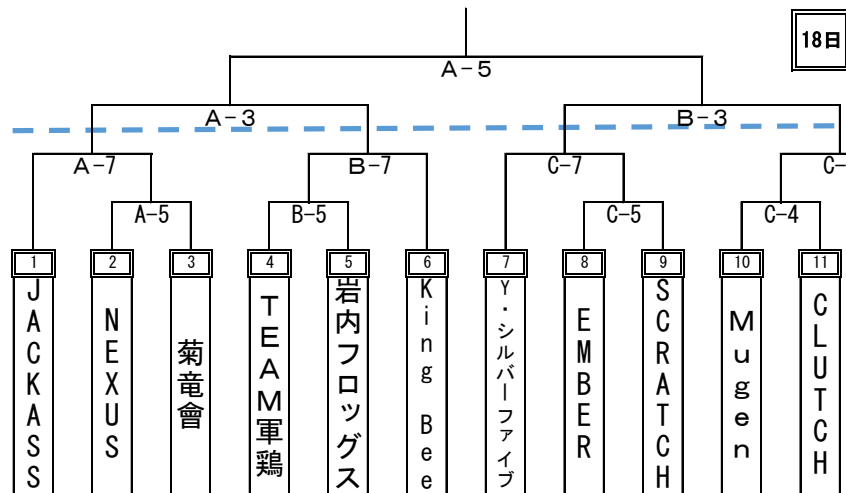 18日
A-5
A-3
B-3
A-7
B-7
C-7
C-
A-5
B-5
C-5
C-4
1
2
3
4
5
6
7
8
9
10
11
JACKASS
NEXUS
菊竜會
TEAM軍鶏
岩内フロッグス
King Bee
Y・シルバーファイブ
EMBER
SCRATCH
Mugen
CLUTCH